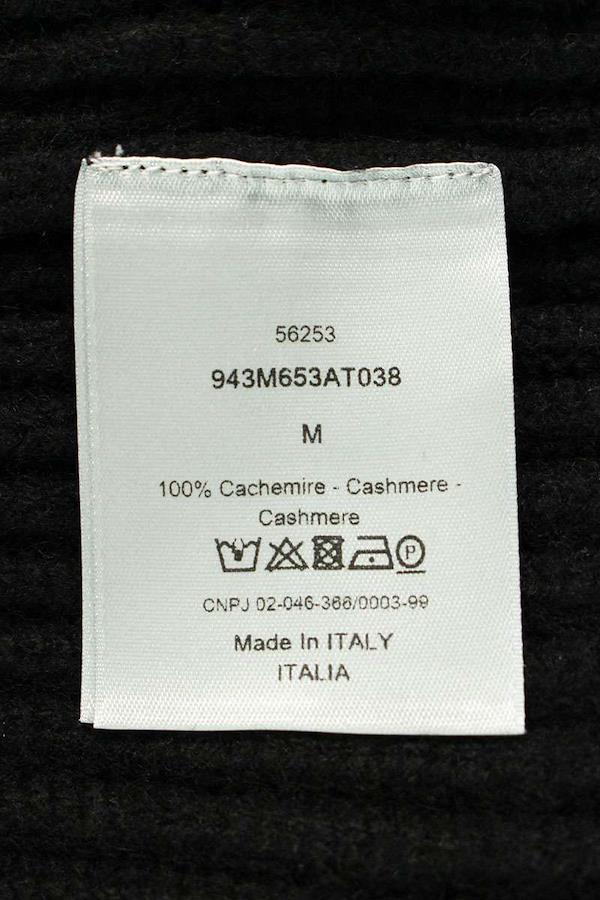 56253
943M653AT038
M
100% Cachemire - Cashmere -
Cashmere
P
CNPJ 02-046-366/0003-99
Made In ITALY
ITALIA